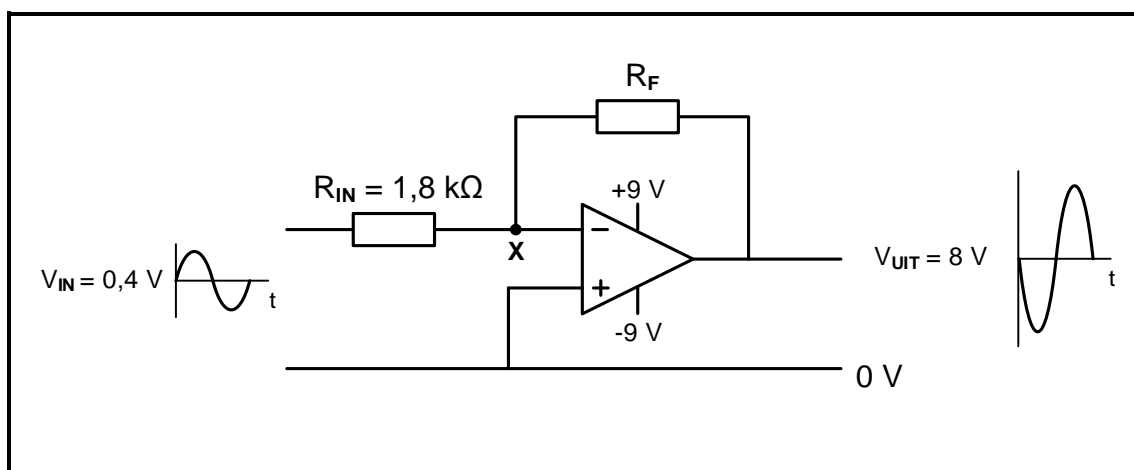 R_F
R_IN = 1,8 kΩ
+9 V
−
X
V_IN = 0,4 V
t
+
-9 V
V_UIT = 8 V
t
0 V